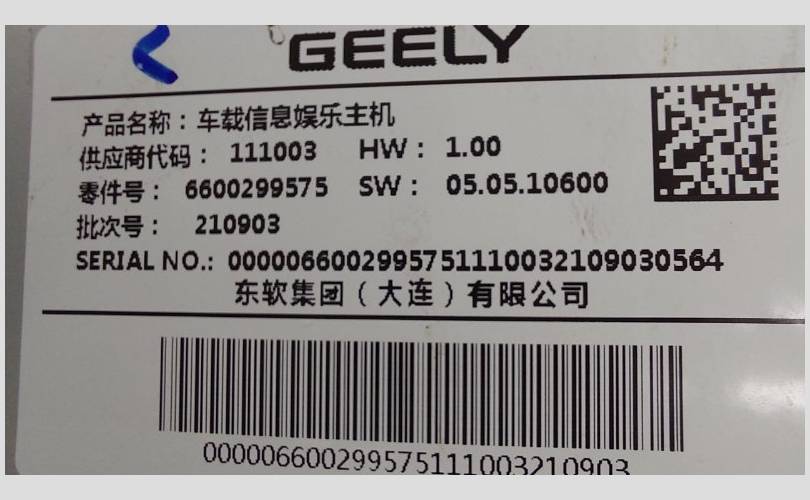 GEELY
产品名称：车载信息娱乐主机
供应商代码： 111003 HW： 1.00
零件号： 6600299575 SW： 05.05.10600
批次号： 210903
SERIAL NO.: 0000066002995751110032109030564
东软集团（大连）有限公司
000006600299575111003210903